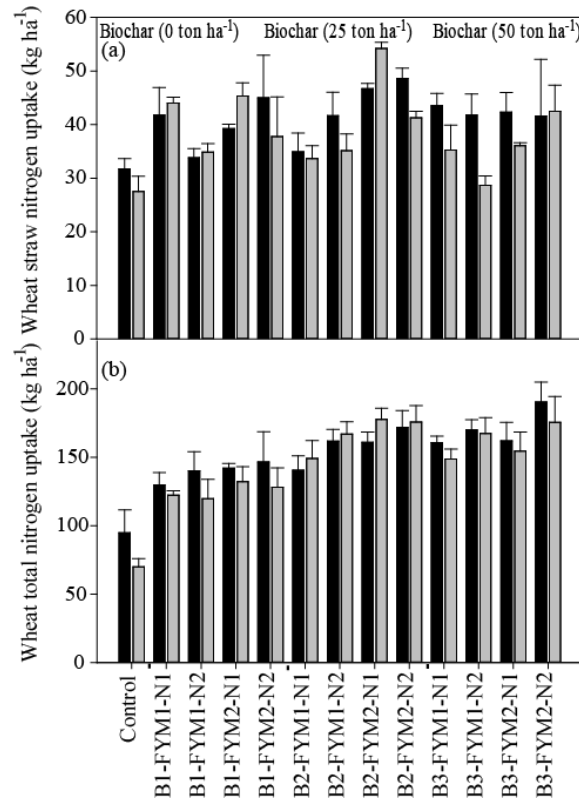 Biochar (0 ton ha-1) Biochar (25 ton ha-1) Biochar (50 ton ha-1)
(a)
Wheat straw nitrogen uptake (kg ha-1)
60
50
40
30
20
10
0
(b)
Wheat total nitrogen uptake (kg ha-1)
200
150
100
50
0
Control
B1-FYM1-N1
B1-FYM1-N2
B1-FYM2-N1
B1-FYM2-N2
B2-FYM1-N1
B2-FYM1-N2
B2-FYM2-N1
B2-FYM2-N2
B3-FYM1-N1
B3-FYM1-N2
B3-FYM2-N1
B3-FYM2-N2